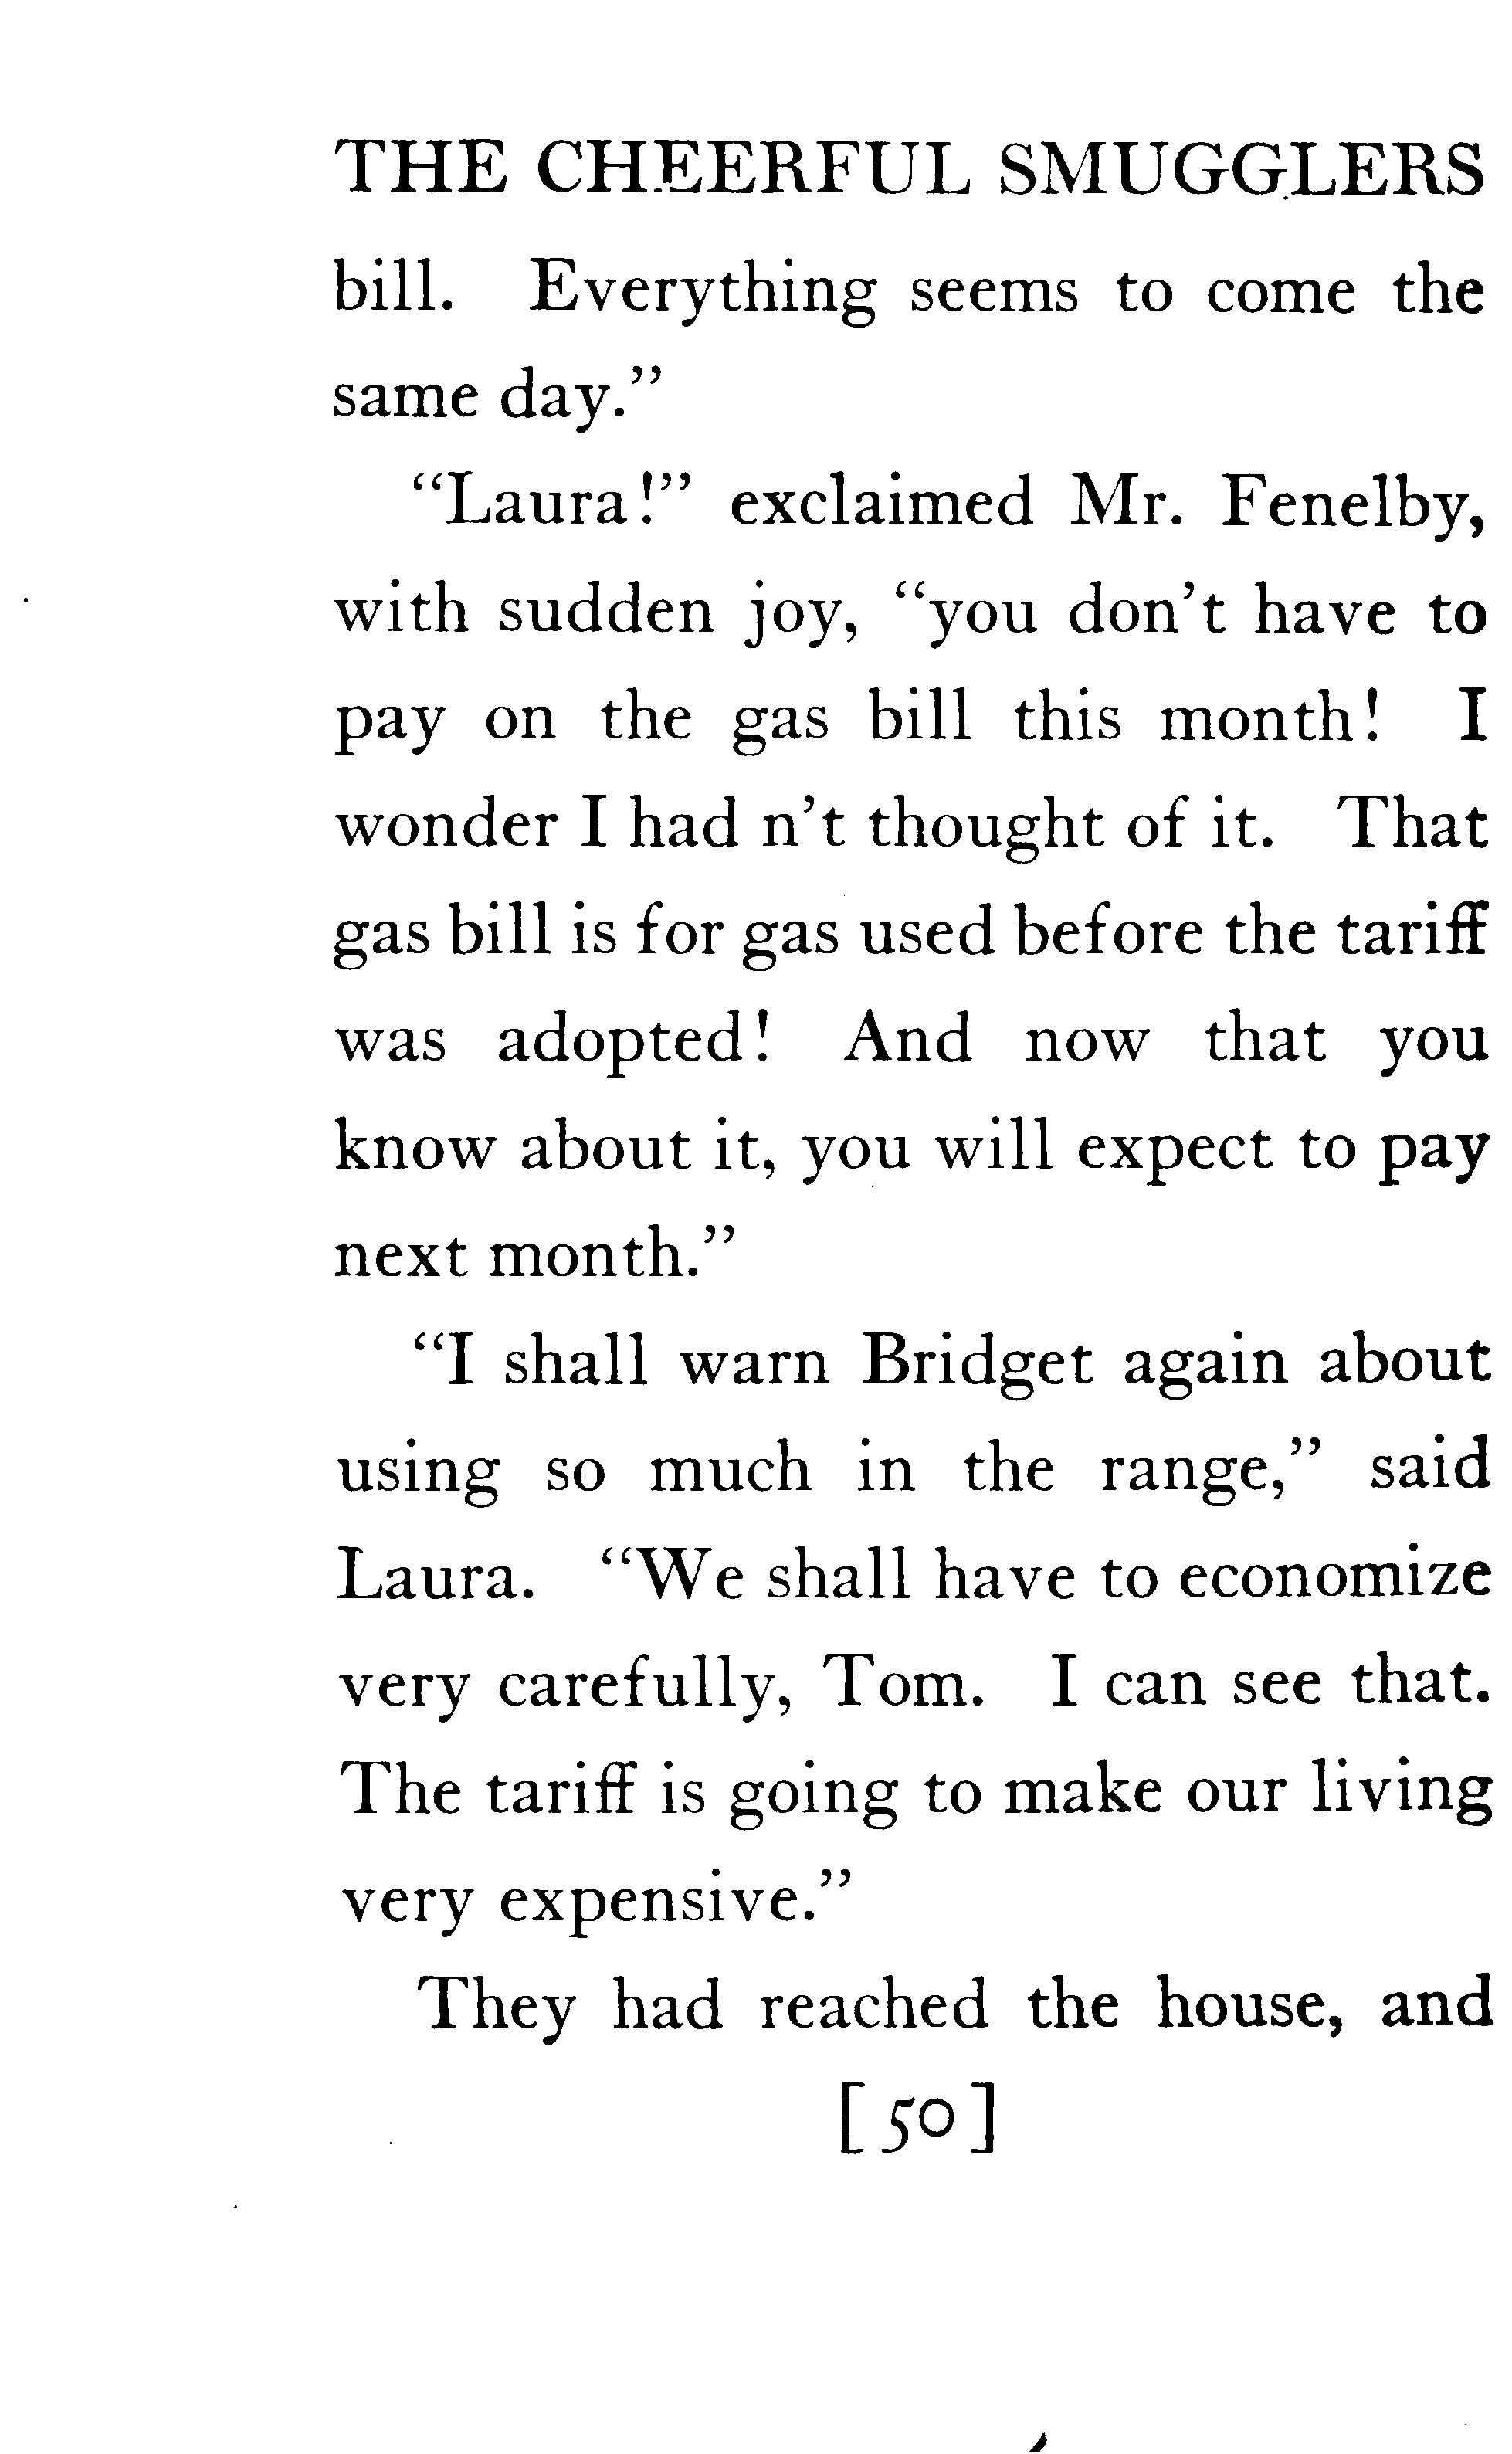 THE CHEERFUL SMUGGLERS
bill. Everything seems to come the
same day.”
“Laura!” exclaimed Mr. Fenelby,
with sudden joy, “you don’t have to
pay on the gas bill this month! I
wonder I had n’t thought of it. That
gas bill is for gas used before the tariff
was adopted! And now that you
know about it, you will expect to pay
next month.”
“I shall warn Bridget again about
using so much in the range,” said
Laura. “We shall have to economize
very carefully, Tom. I can see that.
The tariff is going to make our living
very expensive.”
They had reached the house, and
[50]